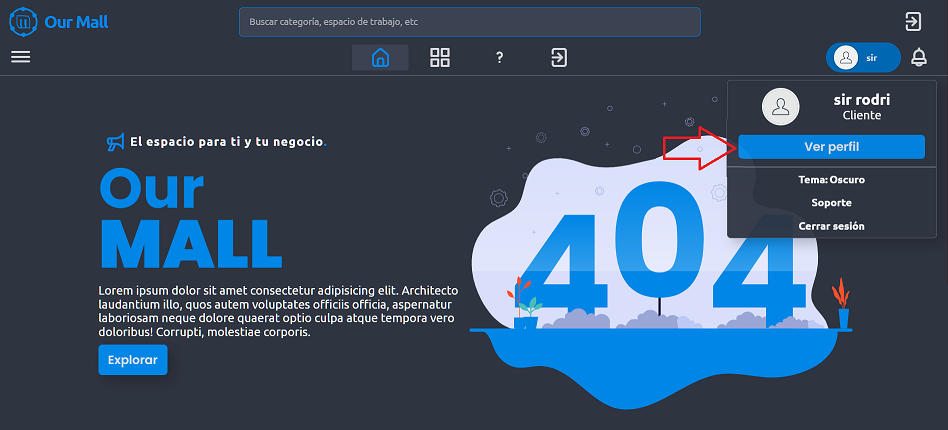 Our Mall
Buscar categoría, espacio de trabajo, etc
?
sir
sir rodri
Cliente
Ver perfil
Tema: Oscuro
Soporte
Cerrar sesión
El espacio para ti y tu negocio.
Our
MALL
Lorem ipsum dolor sit amet consectetur adipisicing elit. Architecto
laudantium illo, quos autem voluptates officiis officia, aspernatur
laboriosam neque dolore quaerat optio culpa atque tempora vero
doloribus! Corrupti, molestiae corporis.
Explorar
404